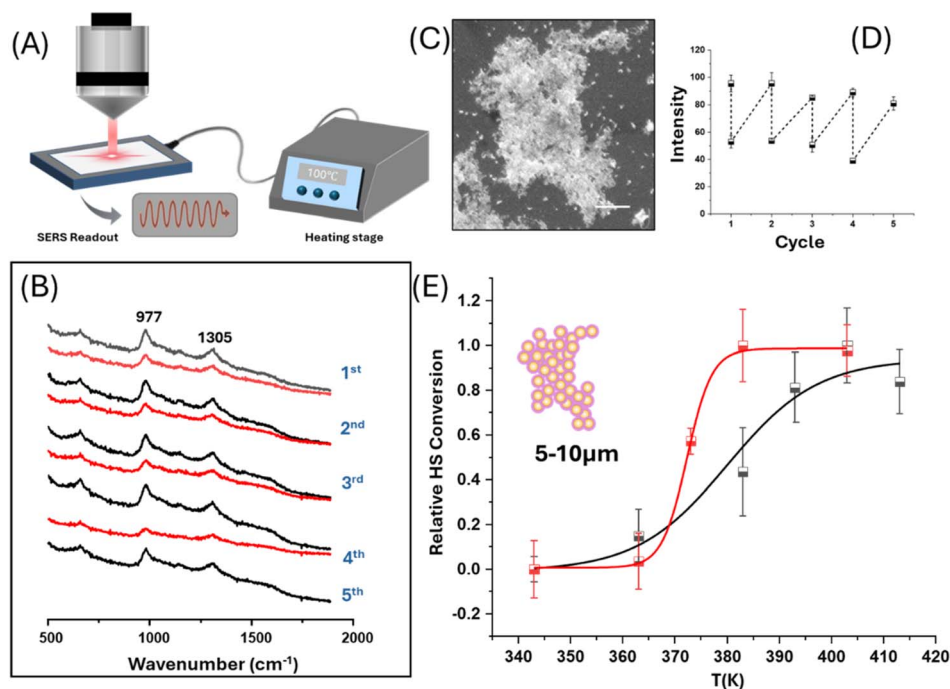 (A)
100°C
SERS Readout
Heating stage
(C)
(D)
Intensity
120
100
80
60
40
20
0
1 2 3 4 5
Cycle
(B)
977
1305
1st
2nd
3rd
4th
5th
500 1000 1500 2000
Wavenumber (cm-1)
(E)
Relative HS Conversion
1.2
1.0
0.8
0.6
0.4
0.2
0.0
-0.2
5-10μm
340 350 360 370 380 390 400 410 420
T(K)